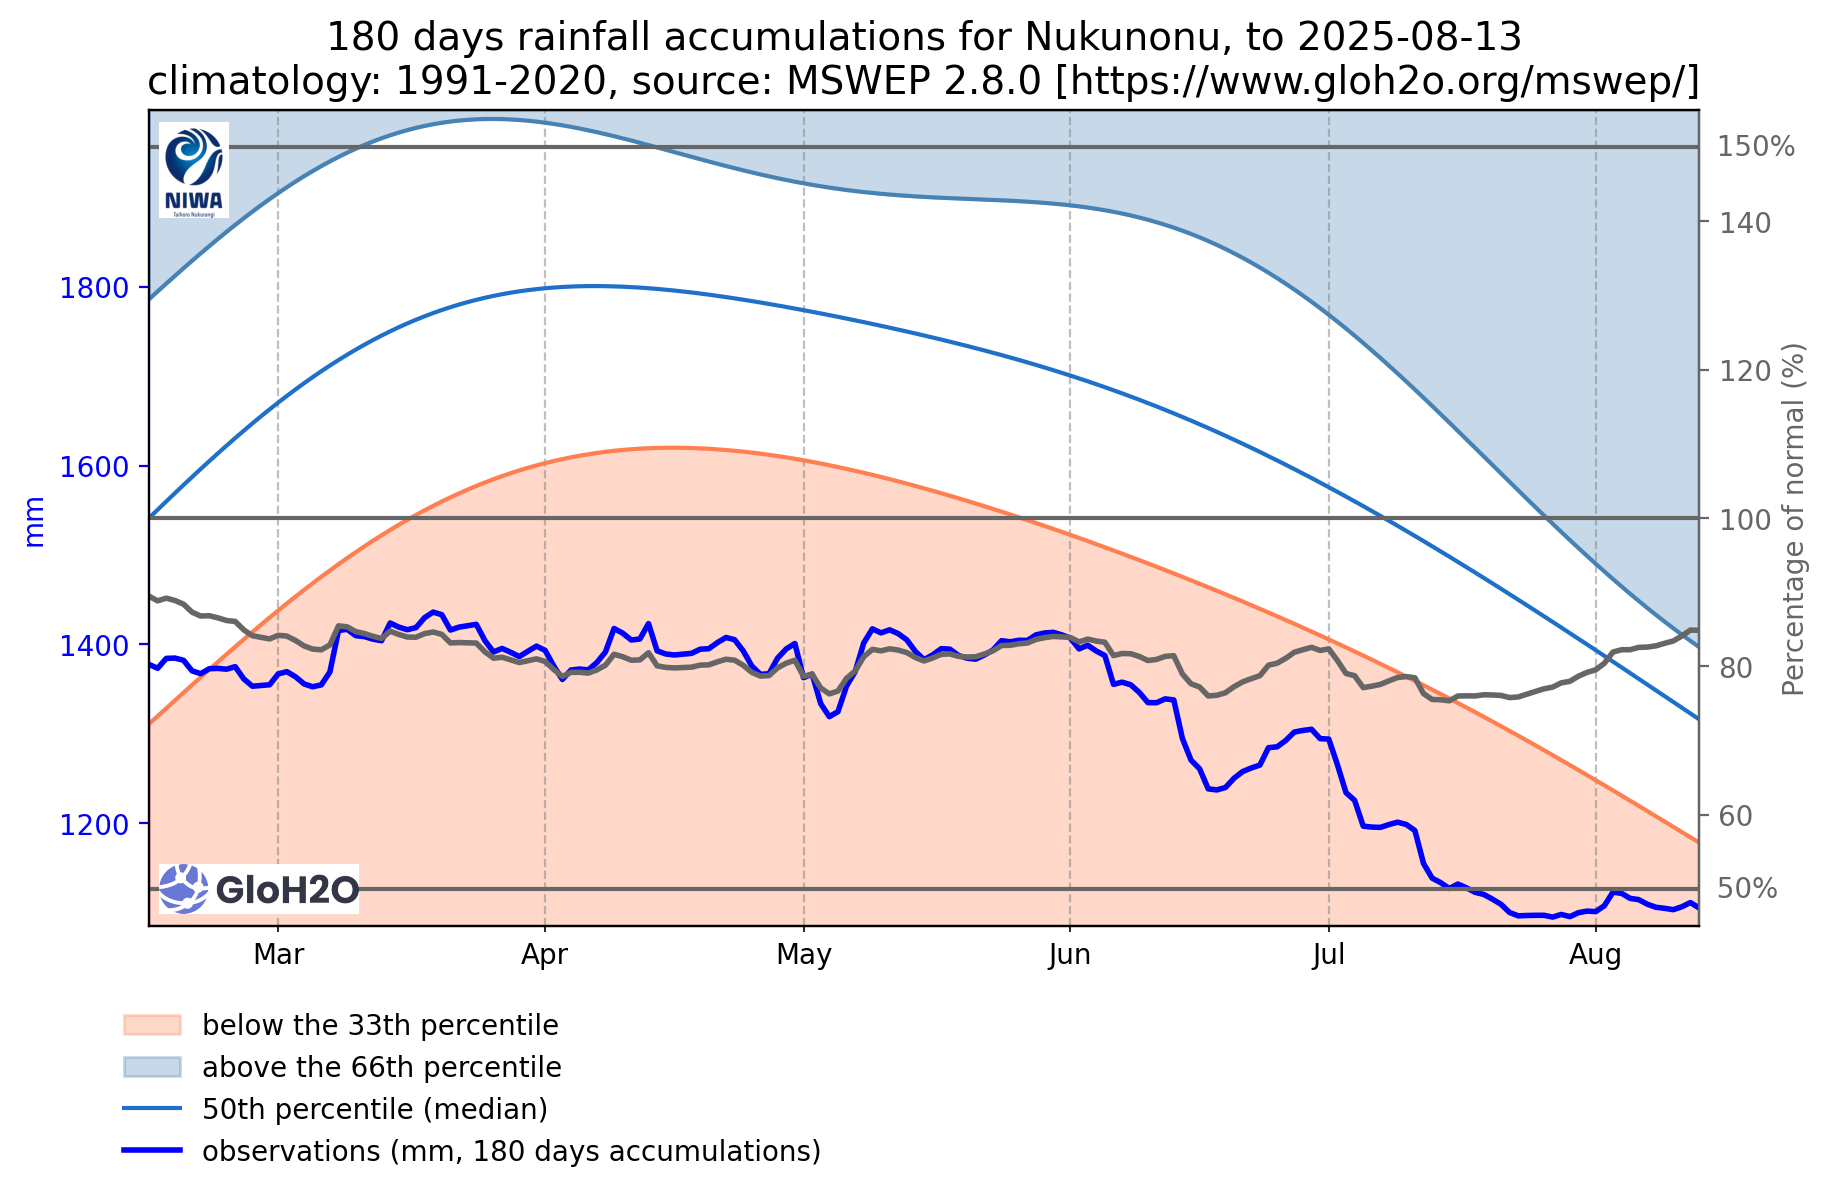 180 days rainfall accumulations for Nukunonu, to 2025-08-13
climatology: 1991-2020, source: MSWEP 2.8.0 [https://www.gloh2o.org/mswep/]
NIWA
Taihoro Nukurangi
1800
1600
1400
1200
mm
150%
140
120
100
80
60
50%
Percentage of normal (%)
GloH2O
Mar
Apr
May
Jun
Jul
Aug
below the 33th percentile
above the 66th percentile
50th percentile (median)
observations (mm, 180 days accumulations)